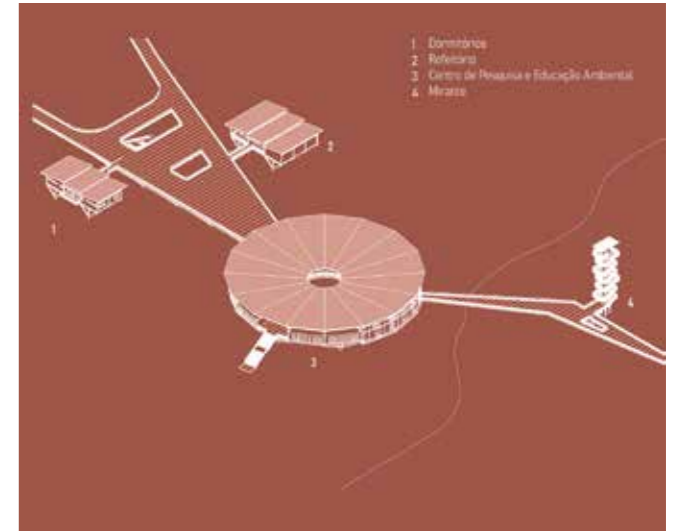 1 Dormitórios
2 Refeitório
3 Centro de Pesquisa e Educação Ambiental
4 Mirante
2
1
4
3